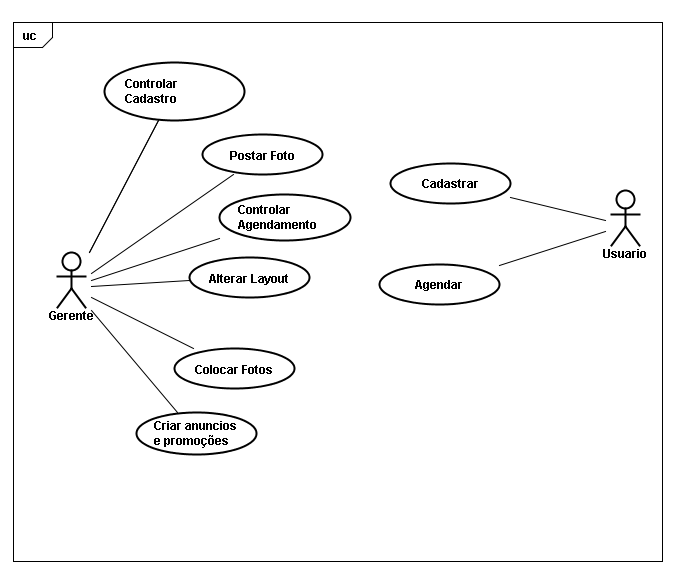 uc
Controlar
Cadastro
Postar Foto
Cadastrar
Controlar
Agendamento
Usuario
Alterar Layout
Agendar
Gerente
Colocar Fotos
Criar anuncios
e promoções